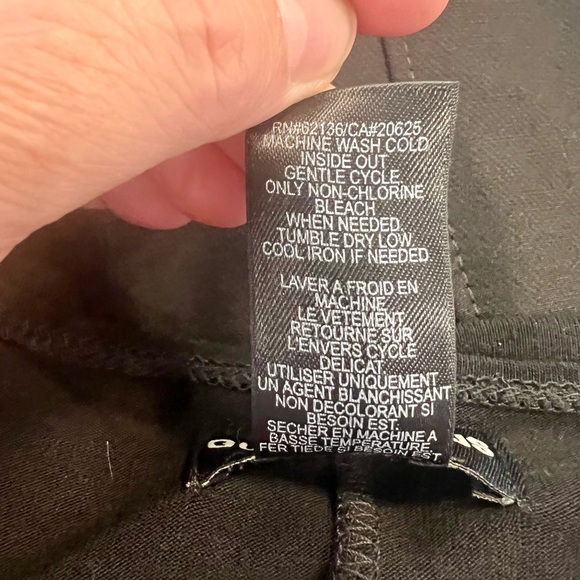 RN#62136/CA#20625
MACHINE WASH COLD
INSIDE OUT
GENTLE CYCLE
ONLY NON-CHLORINE
BLEACH
WHEN NEEDED.
TUMBLE DRY LOW
COOL IRON IF NEEDED
LAVER A FROID EN
MACHINE
LE VETEMENT
RETOURNE SUR
L'ENVERS CYCLE
DELICAT
UTILISER UNIQUEMENT
UN AGENT BLANCHISSANT
NON DECOLORANT SI
BESOIN EST.
SECHER EN MACHINE A
BASSE TEMPERATURE
FER TIEDE SI BESOIN EST